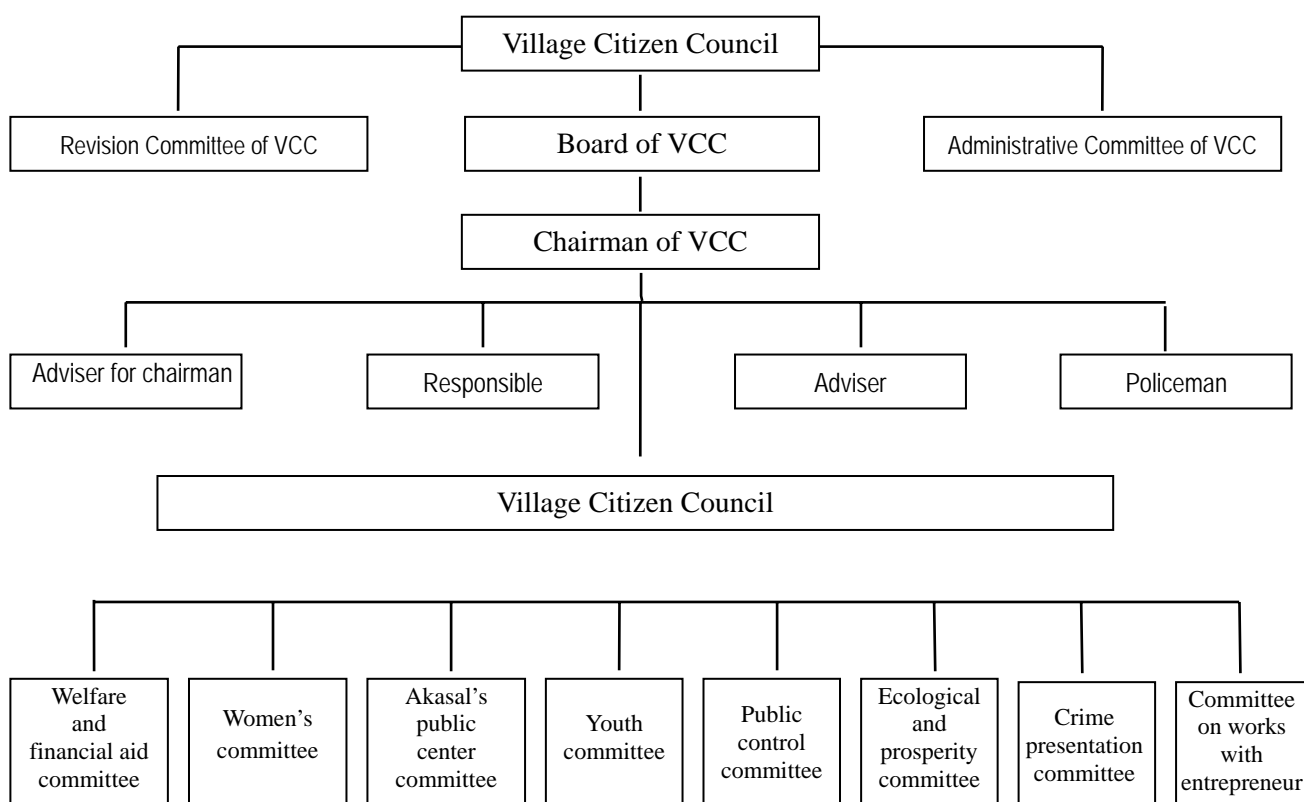 Village Citizen Council
Revision Committee of VCC
Board of VCC
Administrative Committee of VCC
Chairman of VCC
Adviser for chairman
Responsible
Adviser
Policeman
Village Citizen Council
Welfare
and
financial aid
committee
Women's
committee
Akasal's
public
center
committee
Youth
committee
Public
control
committee
Ecological
and
prosperity
committee
Crime
presentation
committee
Committee
on works
with
entrepreneur